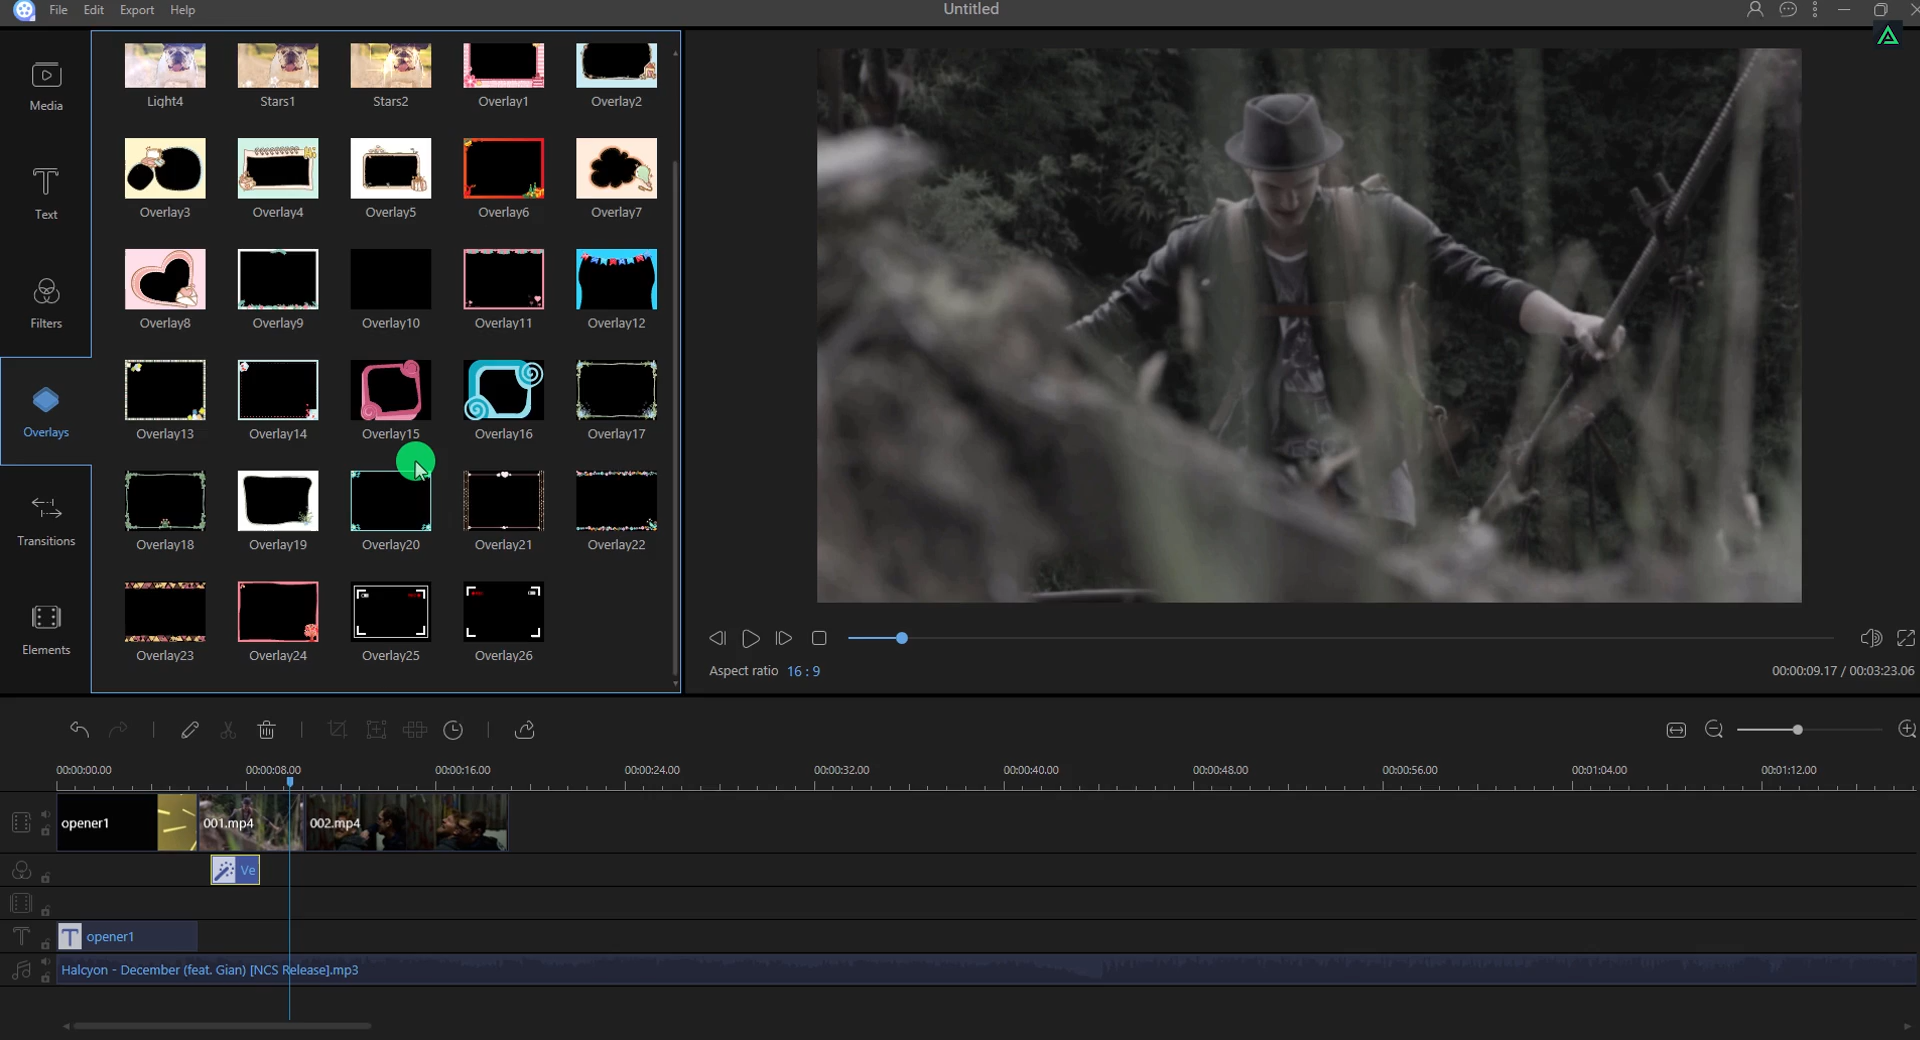 File Edit Export Help
Untitled
Media
Text
Filters
Overlays
Transitions
Elements
Light4 Stars1 Stars2 Overlay1 Overlay2
Overlay3 Overlay4 Overlay5 Overlay6 Overlay7
Overlay8 Overlay9 Overlay10 Overlay11 Overlay12
Overlay13 Overlay14 Overlay15 Overlay16 Overlay17
Overlay18 Overlay19 Overlay20 Overlay21 Overlay22
Overlay23 Overlay24 Overlay25 Overlay26
Aspect ratio 16 : 9
00:00:09.17 / 00:03:23.06
00:00:00.00 00:00:08.00 00:00:16.00 00:00:24.00 00:00:32.00 00:00:40.00 00:00:48.00 00:00:56.00 00:01:04.00 00:01:12.00
opener1 001.mp4 002.mp4
Ve
opener1
Halcyon - December (feat. Gian) [NCS Release].mp3